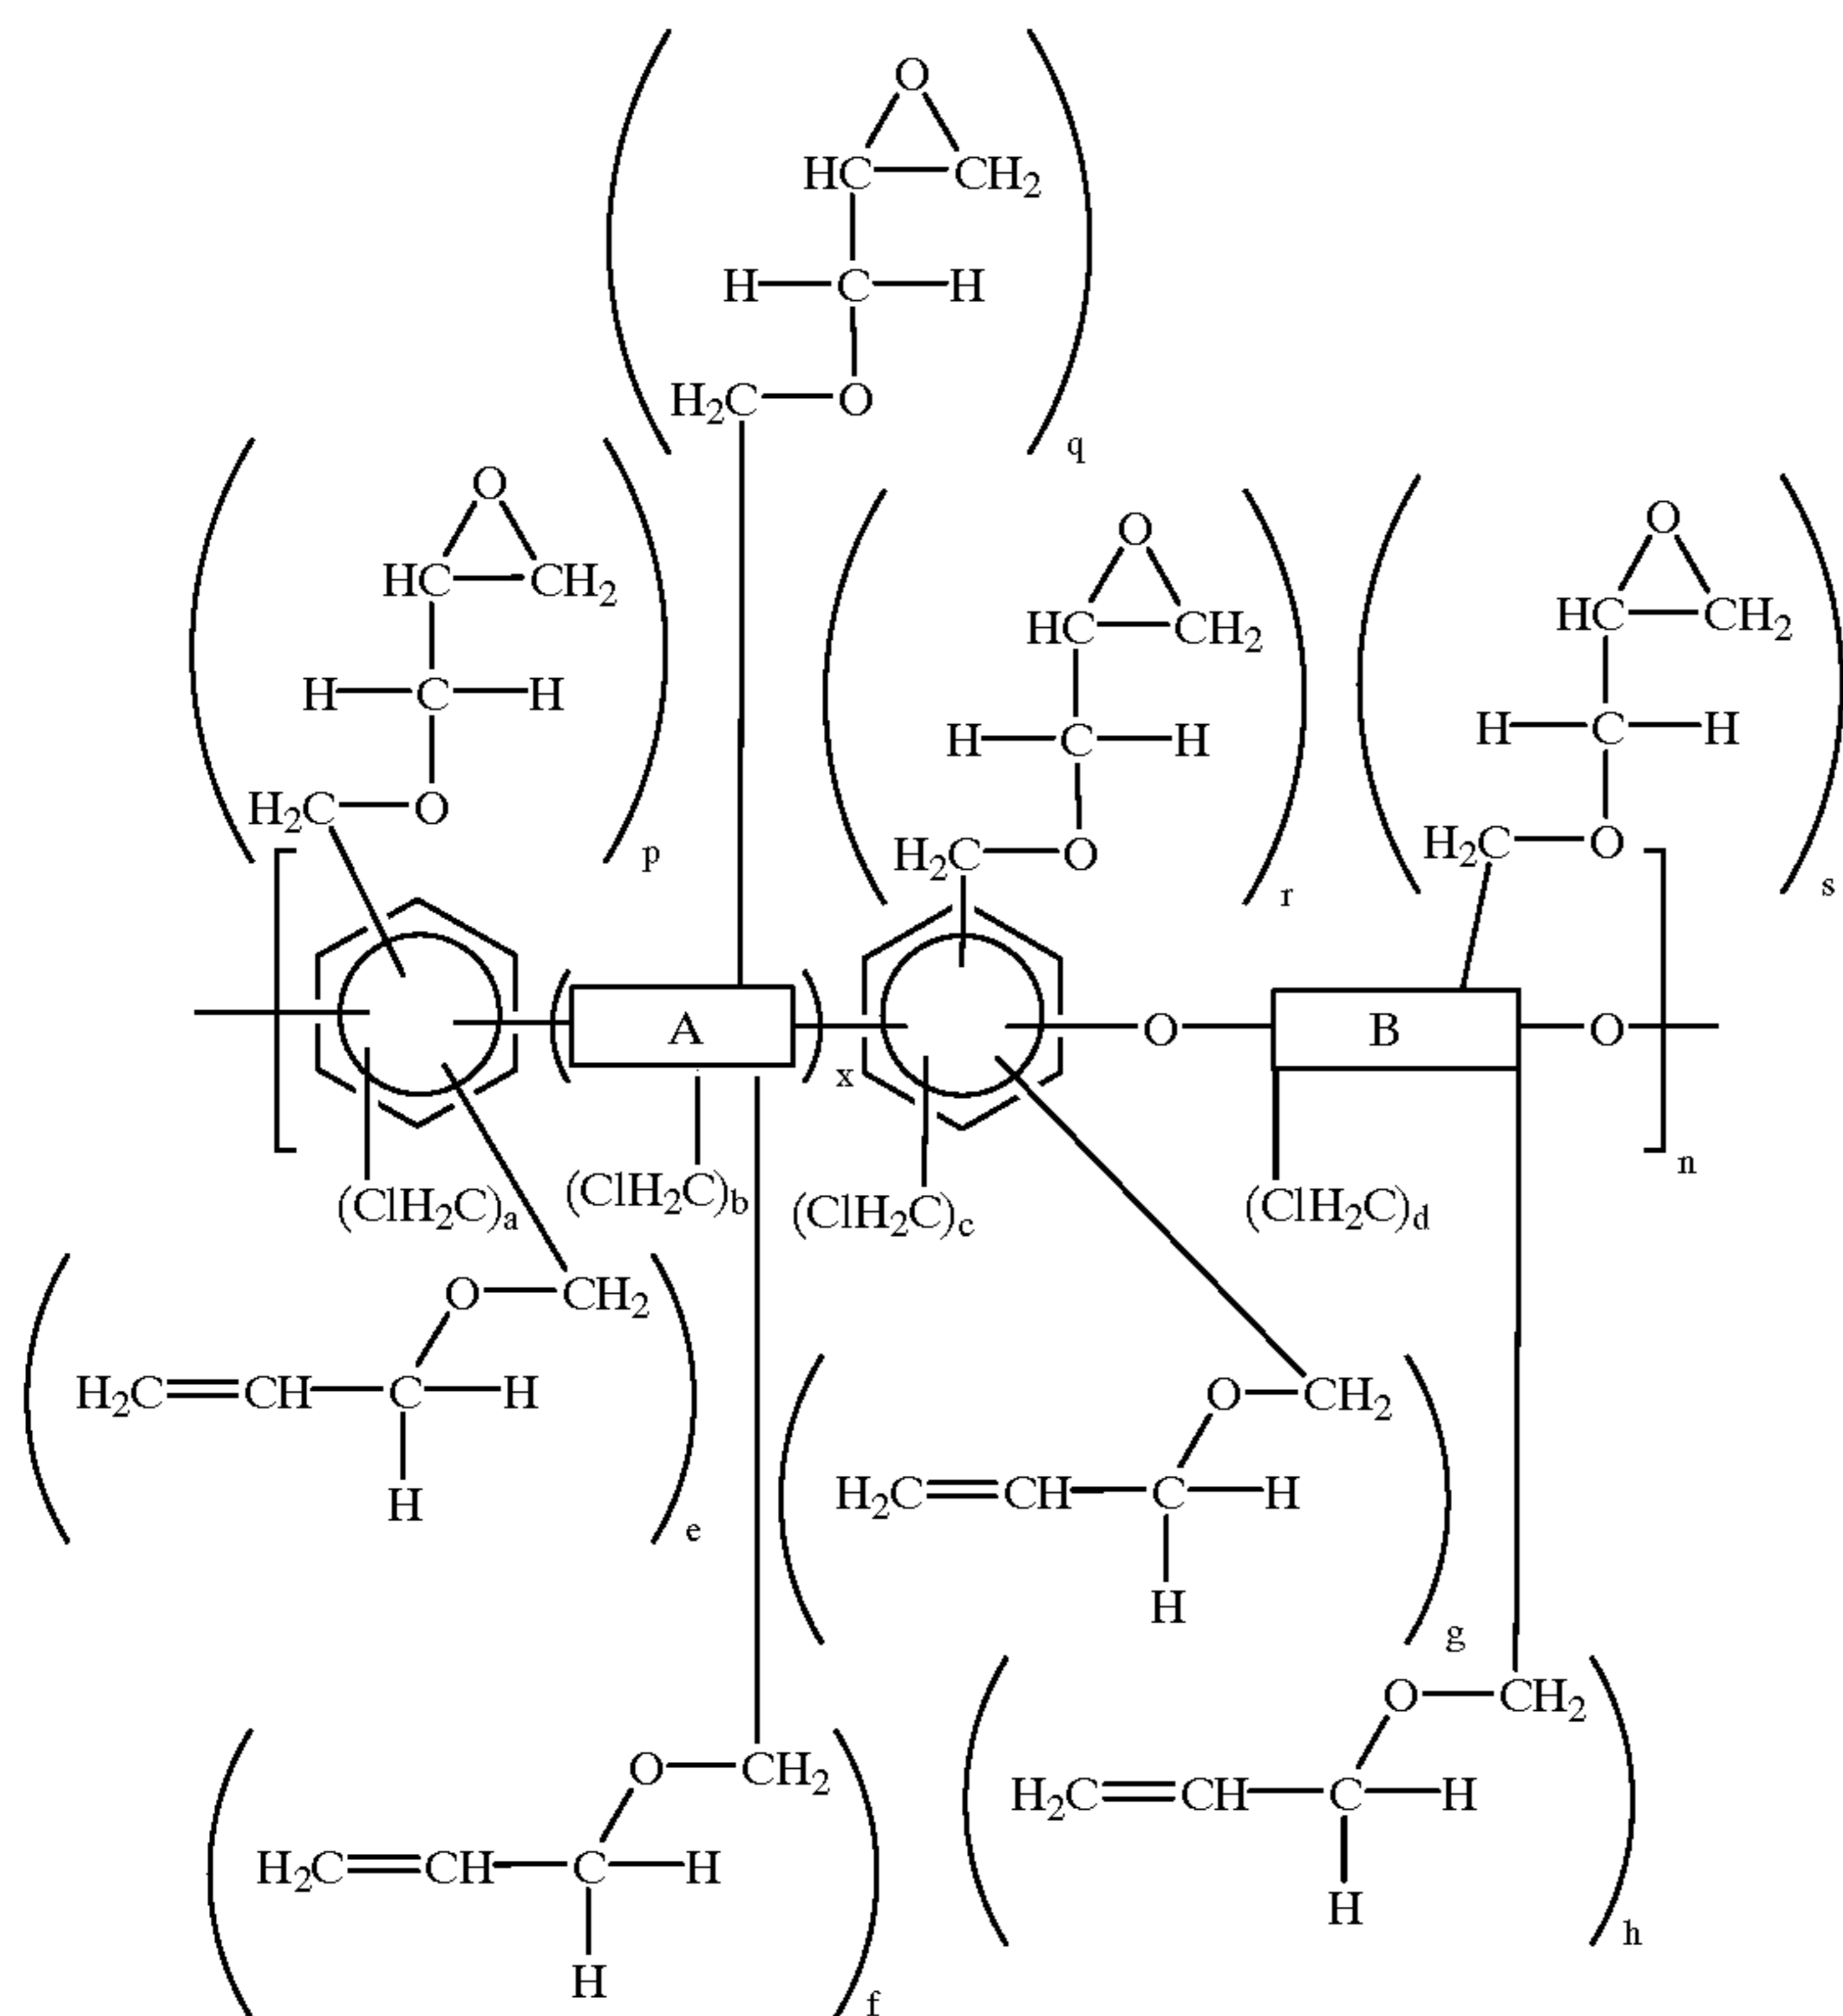 O
HC CH2
H C H
H2C O
q
O
HC CH2
H C H
H2C O
p
O
HC CH2
H C H
H2C O
r
O
HC CH2
H C H
H2C O
s
A
x
O
B
O
n
(ClH2C)a
(ClH2C)b
(ClH2C)c
(ClH2C)d
O CH2
H2C CH C H
H
e
O CH2
H2C CH C H
H
g
O CH2
H2C CH C H
H
h
O CH2
H2C CH C H
H
f